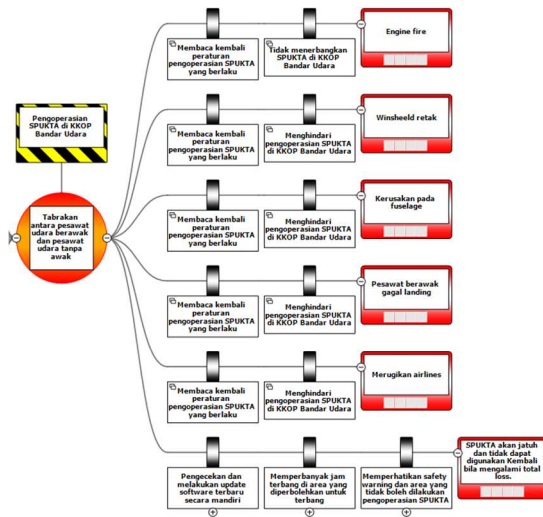 Pengoperasian
SPUKTA di KKOP
Bandar Udara
Tabrakan
antara pesawat
udara berawak
dan pesawat
udara tanpa
awak
Membaca kembali
peraturan
pengoperasian SPUKTA
yang berlaku
Tidak menerbangkan
SPUKTA di KKOP
Bandar Udara
Engine fire
Membaca kembali
peraturan
pengoperasian SPUKTA
yang berlaku
Menghindari
pengoperasian SPUKTA
di KKOP Bandar Udara
Winsheeld retak
Membaca kembali
peraturan
pengoperasian SPUKTA
yang berlaku
Menghindari
pengoperasian SPUKTA
di KKOP Bandar Udara
Kerusakan pada
fuselage
Membaca kembali
peraturan
pengoperasian SPUKTA
yang berlaku
Menghindari
pengoperasian SPUKTA
di KKOP Bandar Udara
Pesawat berawak
gagal landing
Membaca kembali
peraturan
pengoperasian SPUKTA
yang berlaku
Menghindari
pengoperasian SPUKTA
di KKOP Bandar Udara
Merugikan airlines
Pengecekan dan
melakukan update
software terbaru
secara mandiri
Memperbanyak jam
terbang di area yang
diperbolehkan untuk
terbang
Memperhatikan safety
warning dan area yang
tidak boleh dilakukan
pengoperasian SPUKTA
SPUKTA akan jatuh
dan tidak dapat
digunakan Kembali
bila mengalami total
loss.